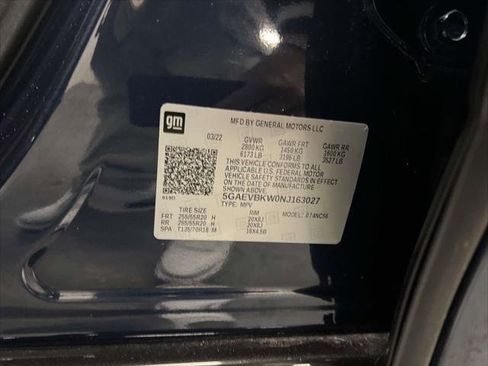 gm
MFD BY GENERAL MOTORS LLC
03/22 GVWR GAWR FRT GAWR RR
2800 KG 1450 KG 1600 KG
6173 LB 3196 LB 3527 LB
THIS VEHICLE CONFORMS TO ALL
APPLICABLE U.S. FEDERAL MOTOR
VEHICLE SAFETY STANDARDS IN EFFECT
ON THE DATE OF MANUFACTURE
SHOWN ABOVE.
5GAEVBKW0NJ163027
TYPE: MPV
TIRE SIZE RIM MODEL: 074NC56
FRT 255/55R20 H 20X8J
RR 255/55R20 H 20X8J
SPA T135/70R18 M 18X4.5B